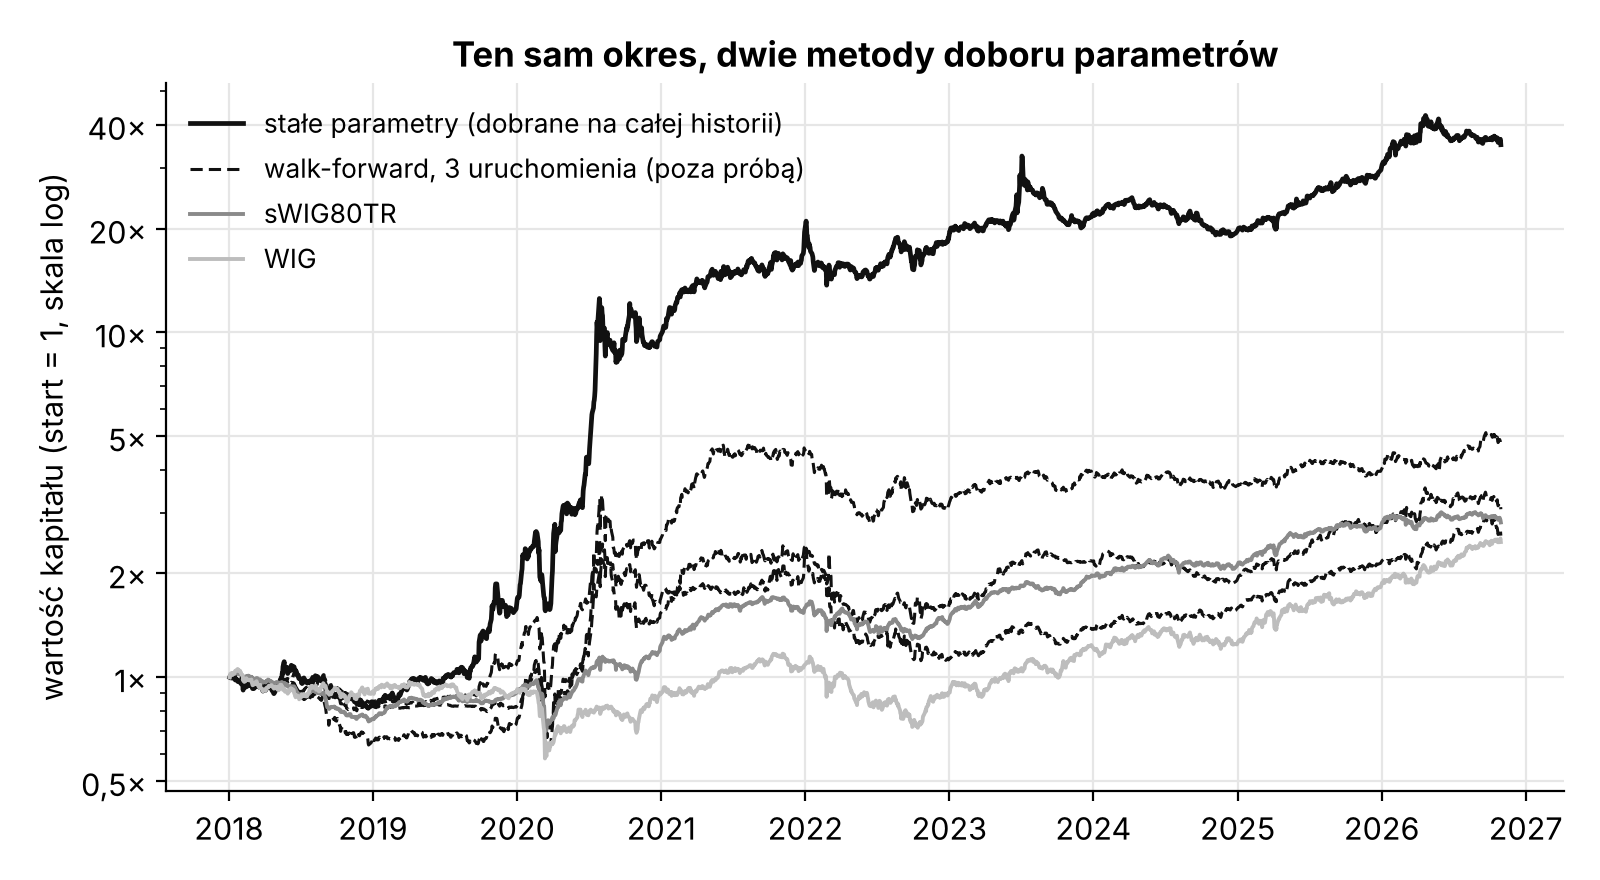 Ten sam okres, dwie metody doboru parametrów
wartość kapitału (start = 1, skala log)
40×
20×
10×
5×
2×
1×
0,5×
stałe parametry (dobrane na całej historii)
walk-forward, 3 uruchomienia (poza próbą)
sWIG80TR
WIG
2018 2019 2020 2021 2022 2023 2024 2025 2026 2027